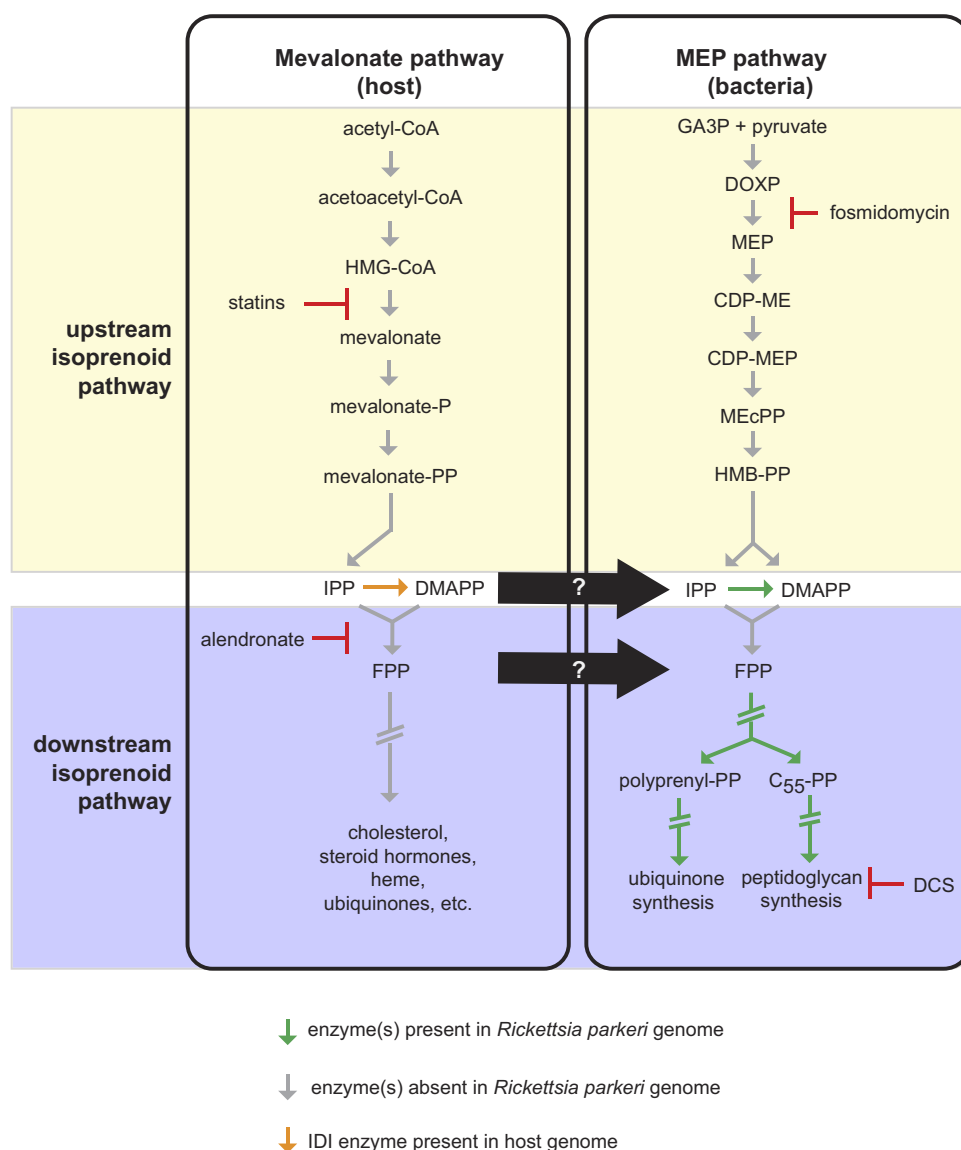 Mevalonate pathway
(host)
MEP pathway
(bacteria)
upstream
isoprenoid
pathway
acetyl-CoA
acetoacetyl-CoA
HMG-CoA
statins
mevalonate
mevalonate-P
mevalonate-PP
GA3P + pyruvate
DOXP
fosmidomycin
MEP
CDP-ME
CDP-MEP
MEcPP
HMB-PP
IPP
DMAPP
?
IPP
DMAPP
downstream
isoprenoid
pathway
alendronate
FPP
?
FPP
cholesterol,
steroid hormones,
heme,
ubiquinones, etc.
polyprenyl-PP
C55-PP
ubiquinone
synthesis
peptidoglycan
synthesis
DCS
enzyme(s) present in Rickettsia parkeri genome
enzyme(s) absent in Rickettsia parkeri genome
IDI enzyme present in host genome